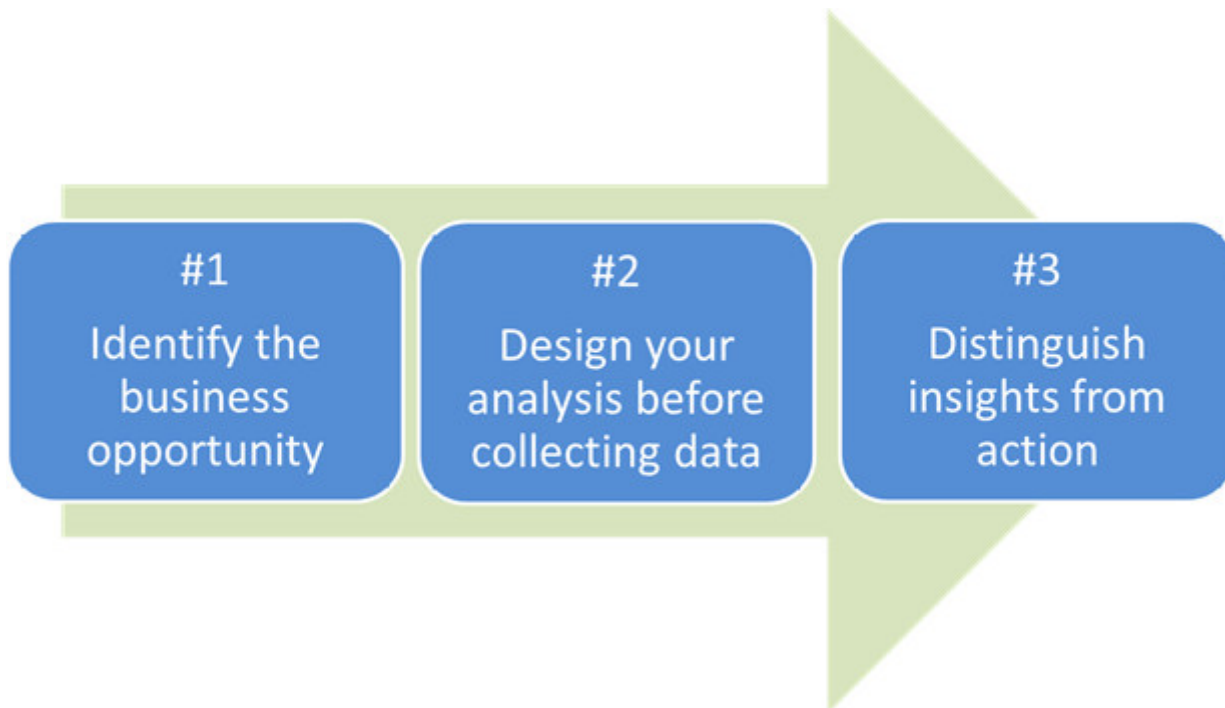 #1
Identify the
business
opportunity
#2
Design your
analysis before
collecting data
#3
Distinguish
insights from
action